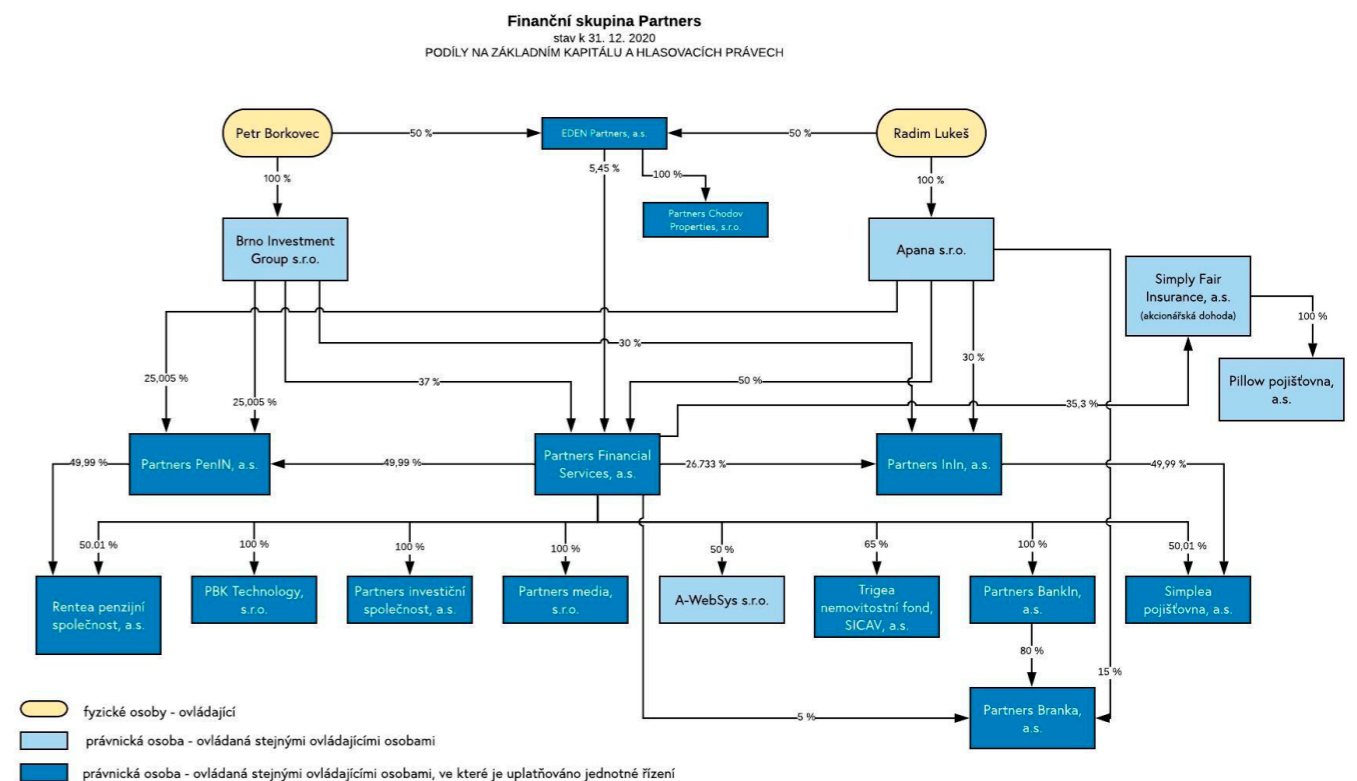 Finanční skupina Partners
stav k 31. 12. 2020
PODÍLY NA ZÁKLADNÍM KAPITÁLU A HLASOVACÍCH PRÁVECH
Petr Borkovec
50 %
EDEN Partners, a.s.
50 %
Radim Lukeš
100 %
5,45 %
100 %
100 %
Partners Chodov
Properties, s.r.o.
Brno Investment
Group s.r.o.
Apana s.r.o.
Simply Fair
Insurance, a.s.
(akcionářská dohoda)
100 %
30 %
30 %
25,005 %
37 %
50 %
Pillow pojišťovna,
a.s.
25,005 %
35,3 %
49,99 %
Partners PenIN, a.s.
49,99 %
Partners Financial
Services, a.s.
26.733 %
Partners InIn, a.s.
49,99 %
50.01 %
100 %
100 %
100 %
50 %
65 %
100 %
50,01 %
Rentea penzijní
společnost, a.s.
PBK Technology,
s.r.o.
Partners investiční
společnost, a.s.
Partners media,
s.r.o.
A-WebSys s.r.o.
Trigea
nemovitostní fond,
SICAV, a.s.
Partners BankIn,
a.s.
Simplea
pojišťovna, a.s.
80 %
15 %
5 %
Partners Branka,
a.s.
fyzické osoby - ovládající
právnická osoba - ovládaná stejnými ovládajícími osobami
právnická osoba - ovládaná stejnými ovládajícími osobami, ve které je uplatňováno jednotné řízení